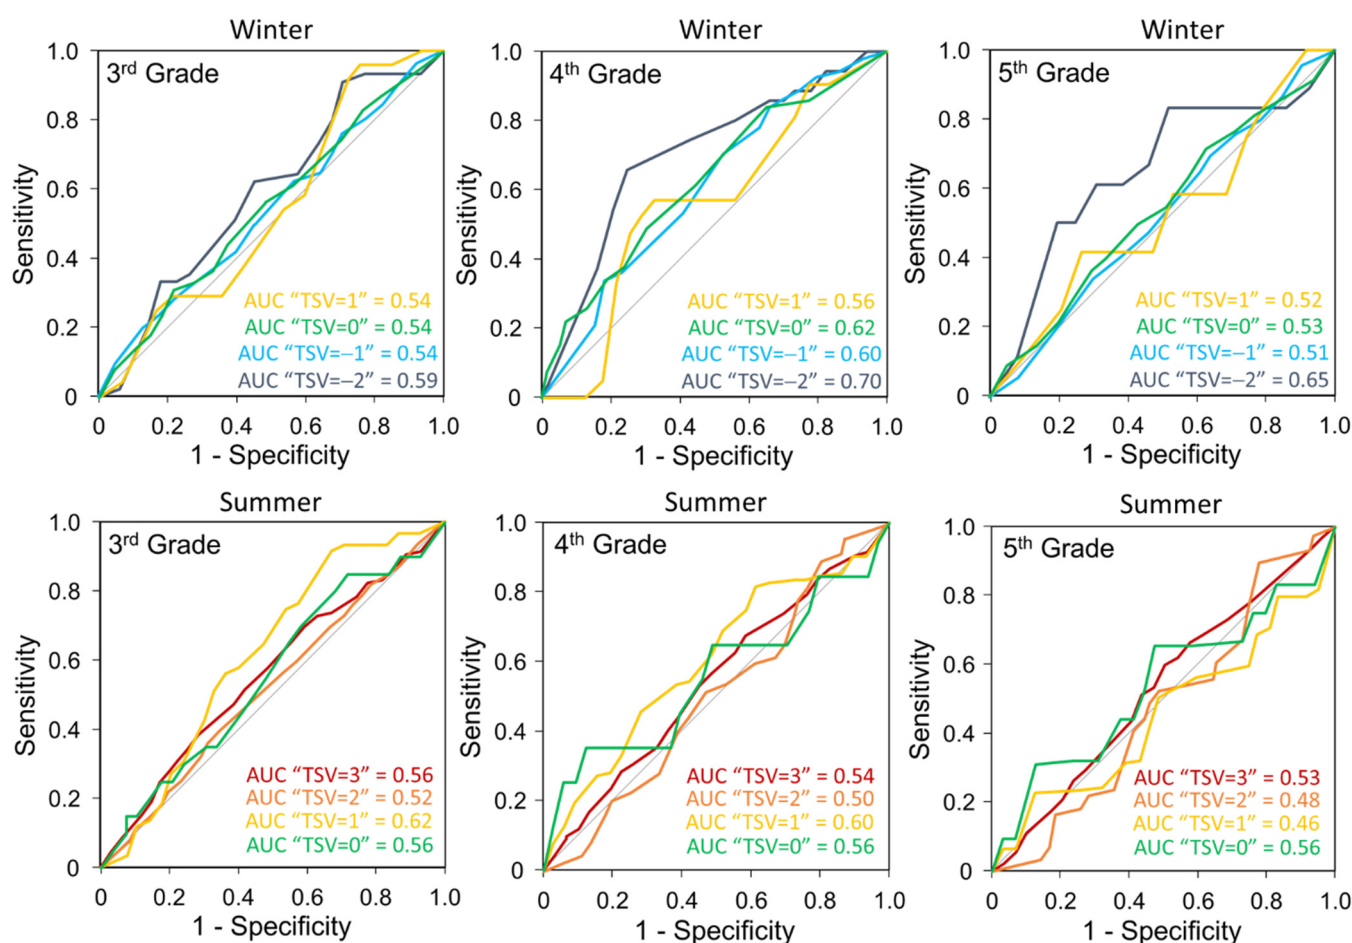 Winter
3rd Grade
1.0
0.8
0.6
0.4
0.2
0
Sensitivity
AUC “TSV=1” = 0.54
AUC “TSV=0” = 0.54
AUC “TSV=−1” = 0.54
AUC “TSV=−2” = 0.59
0 0.2 0.4 0.6 0.8 1.0
1 - Specificity
Winter
4th Grade
1.0
0.8
0.6
0.4
0.2
0
Sensitivity
AUC “TSV=1” = 0.56
AUC “TSV=0” = 0.62
AUC “TSV=−1” = 0.60
AUC “TSV=−2” = 0.70
0 0.2 0.4 0.6 0.8 1.0
1 - Specificity
Winter
5th Grade
1.0
0.8
0.6
0.4
0.2
0
Sensitivity
AUC “TSV=1” = 0.52
AUC “TSV=0” = 0.53
AUC “TSV=−1” = 0.51
AUC “TSV=−2” = 0.65
0 0.2 0.4 0.6 0.8 1.0
1 - Specificity
Summer
3rd Grade
1.0
0.8
0.6
0.4
0.2
0
Sensitivity
AUC “TSV=3” = 0.56
AUC “TSV=2” = 0.52
AUC “TSV=1” = 0.62
AUC “TSV=0” = 0.56
0 0.2 0.4 0.6 0.8 1.0
1 - Specificity
Summer
4th Grade
1.0
0.8
0.6
0.4
0.2
0
Sensitivity
AUC “TSV=3” = 0.54
AUC “TSV=2” = 0.50
AUC “TSV=1” = 0.60
AUC “TSV=0” = 0.56
0 0.2 0.4 0.6 0.8 1.0
1 - Specificity
Summer
5th Grade
1.0
0.8
0.6
0.4
0.2
0
Sensitivity
AUC “TSV=3” = 0.53
AUC “TSV=2” = 0.48
AUC “TSV=1” = 0.46
AUC “TSV=0” = 0.56
0 0.2 0.4 0.6 0.8 1.0
1 - Specificity